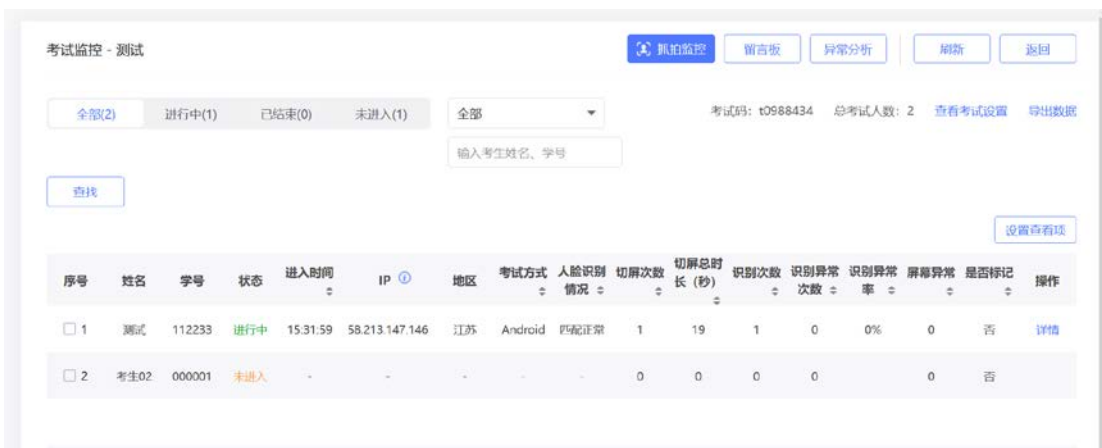 考试监控 - 测试
抓拍监控 留言板 异常分析 刷新 返回
全部(2) 进行中(1) 已结束(0) 未进入(1) 全部 考试码: t0988434 总考试人数: 2 查看考试设置 导出数据
输入考生姓名、学号
查找
设置查看项
序号 姓名 学号 状态 进入时间 IP 地区 考试方式 人脸识别情况 切屏次数 切屏总时长 (秒) 识别次数 识别异常次数 识别异常率 屏幕异常 是否标记 操作
1 测试 112233 进行中 15:31:59 58.213.147.146 江苏 Android 匹配正常 1 19 1 0 0% 0 否 详情
2 考生02 000001 未进入 - - - - - 0 0 0 0 0 否